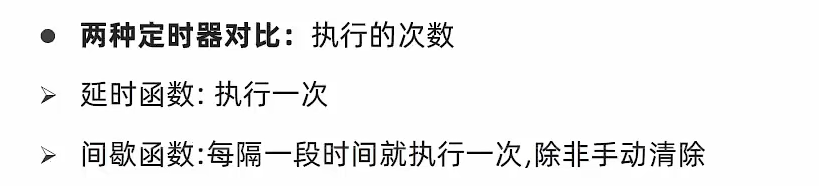 ● 两种定时器对比：执行的次数
➢ 延时函数: 执行一次
➢ 间歇函数:每隔一段时间就执行一次,除非手动清除